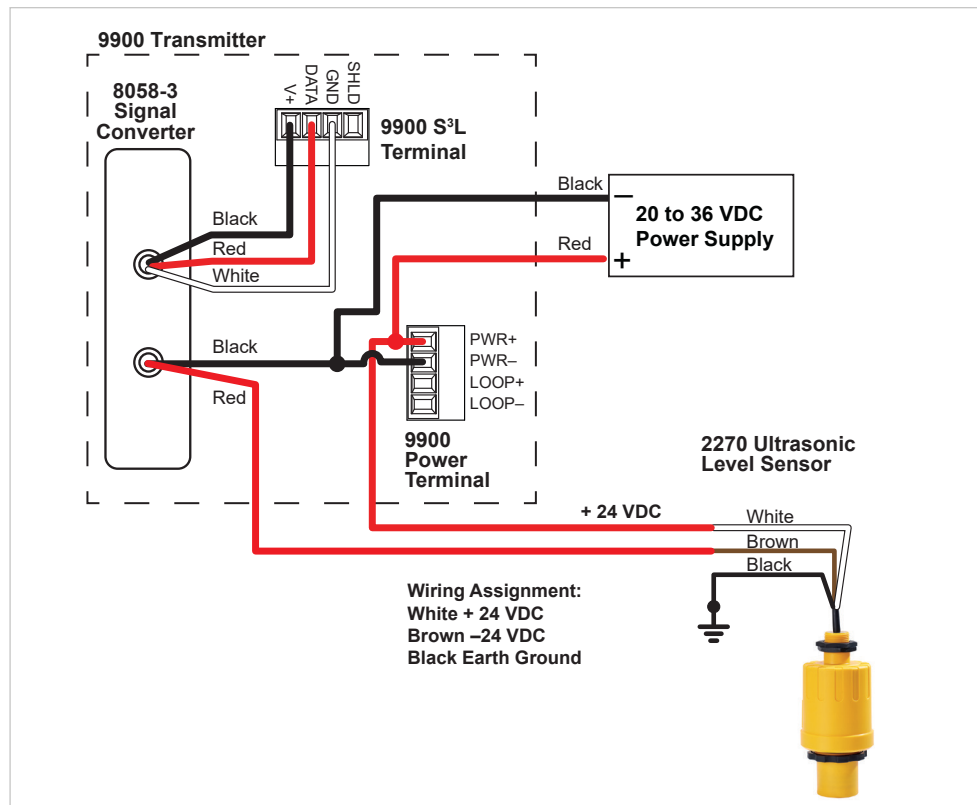 9900 Transmitter
8058-3
Signal
Converter
V+
DATA
GND
SHLD
9900 S³L
Terminal
Black
Red
White
Black
Red
Black
Red
–
+
20 to 36 VDC
Power Supply
PWR+
PWR–
LOOP+
LOOP–
9900
Power
Terminal
2270 Ultrasonic
Level Sensor
+ 24 VDC
White
Brown
Black
Wiring Assignment:
White + 24 VDC
Brown –24 VDC
Black Earth Ground